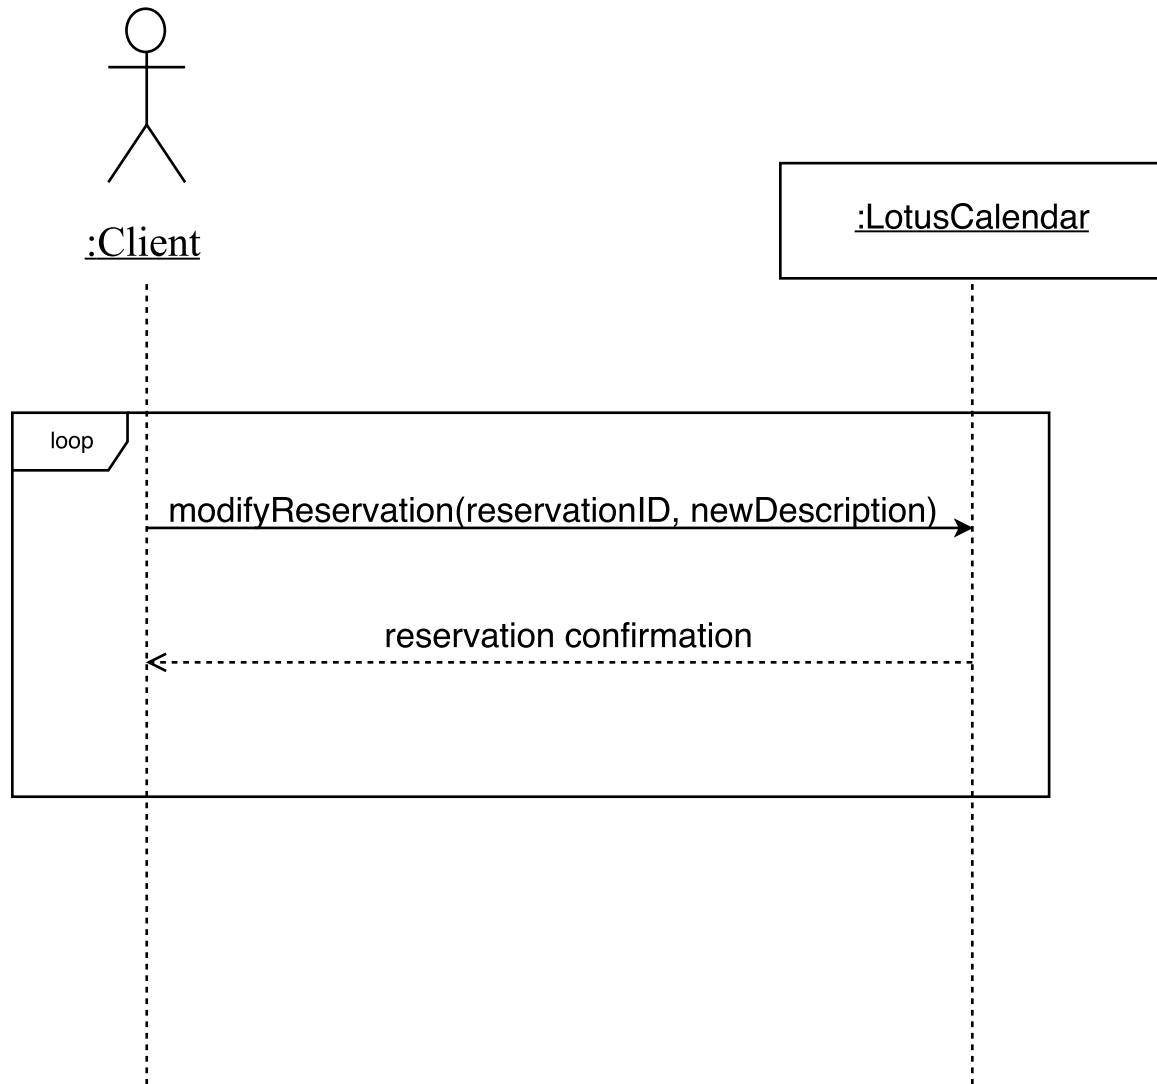 :Client
:LotusCalendar
loop
modifyReservation(reservationID, newDescription)
reservation confirmation